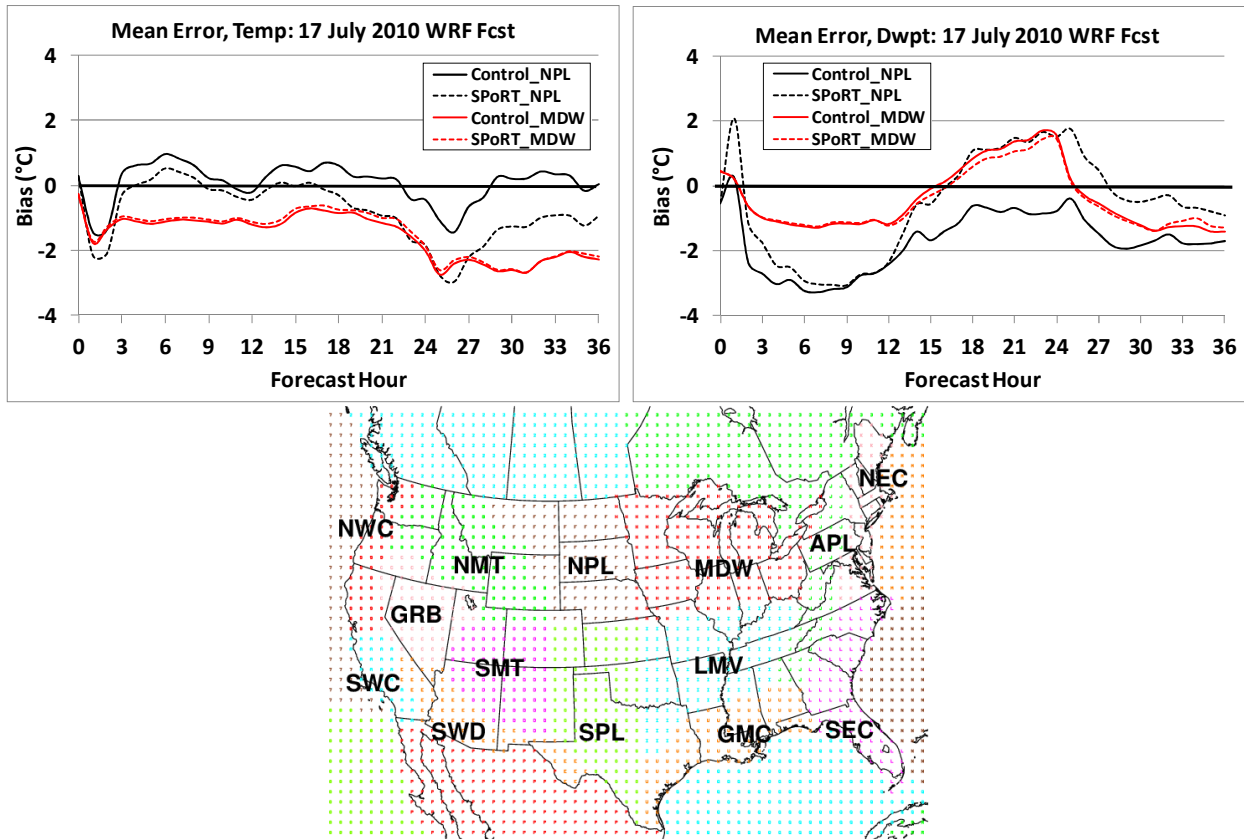 Mean Error, Temp: 17 July 2010 WRF Fcst
4
2
0
-2
-4
Bias (°C)
Control_NPL
SPoRT_NPL
Control_MDW
SPoRT_MDW
0 3 6 9 12 15 18 21 24 27 30 33 36
Forecast Hour
Mean Error, Dwpt: 17 July 2010 WRF Fcst
4
2
0
-2
-4
Bias (°C)
Control_NPL
SPoRT_NPL
Control_MDW
SPoRT_MDW
0 3 6 9 12 15 18 21 24 27 30 33 36
Forecast Hour
NEC
NWC
APL
NMT
NPL
MDW
GRB
SMT
LMV
SWC
SWD
SPL
GMC
SEC